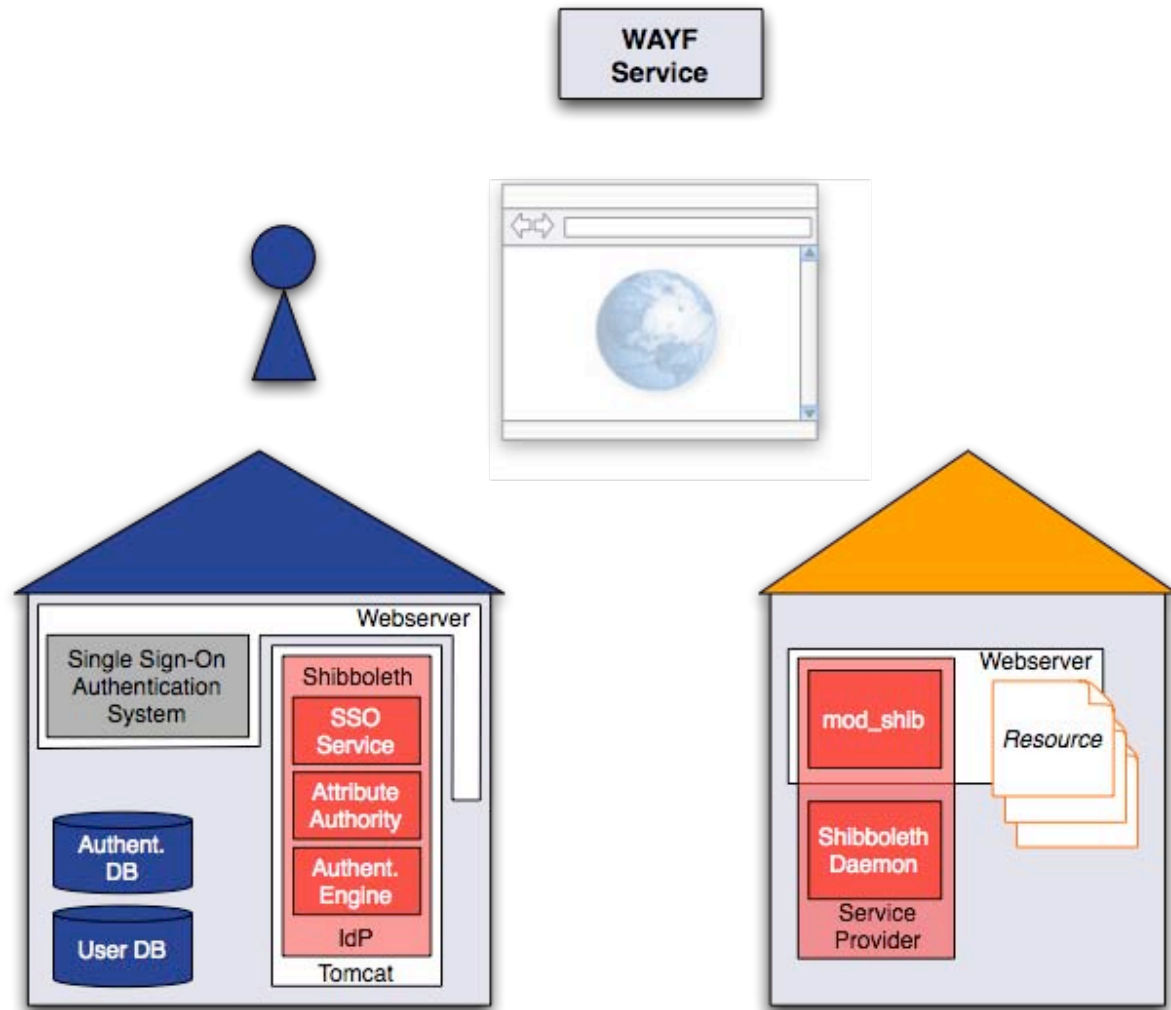 WAYF
Service
Webserver
Single Sign-On
Authentication
System
Shibboleth
SSO
Service
Attribute
Authority
Authent.
Engine
IdP
Tomcat
Authent.
DB
User DB
Webserver
mod_shib
Resource
Shibboleth
Daemon
Service
Provider